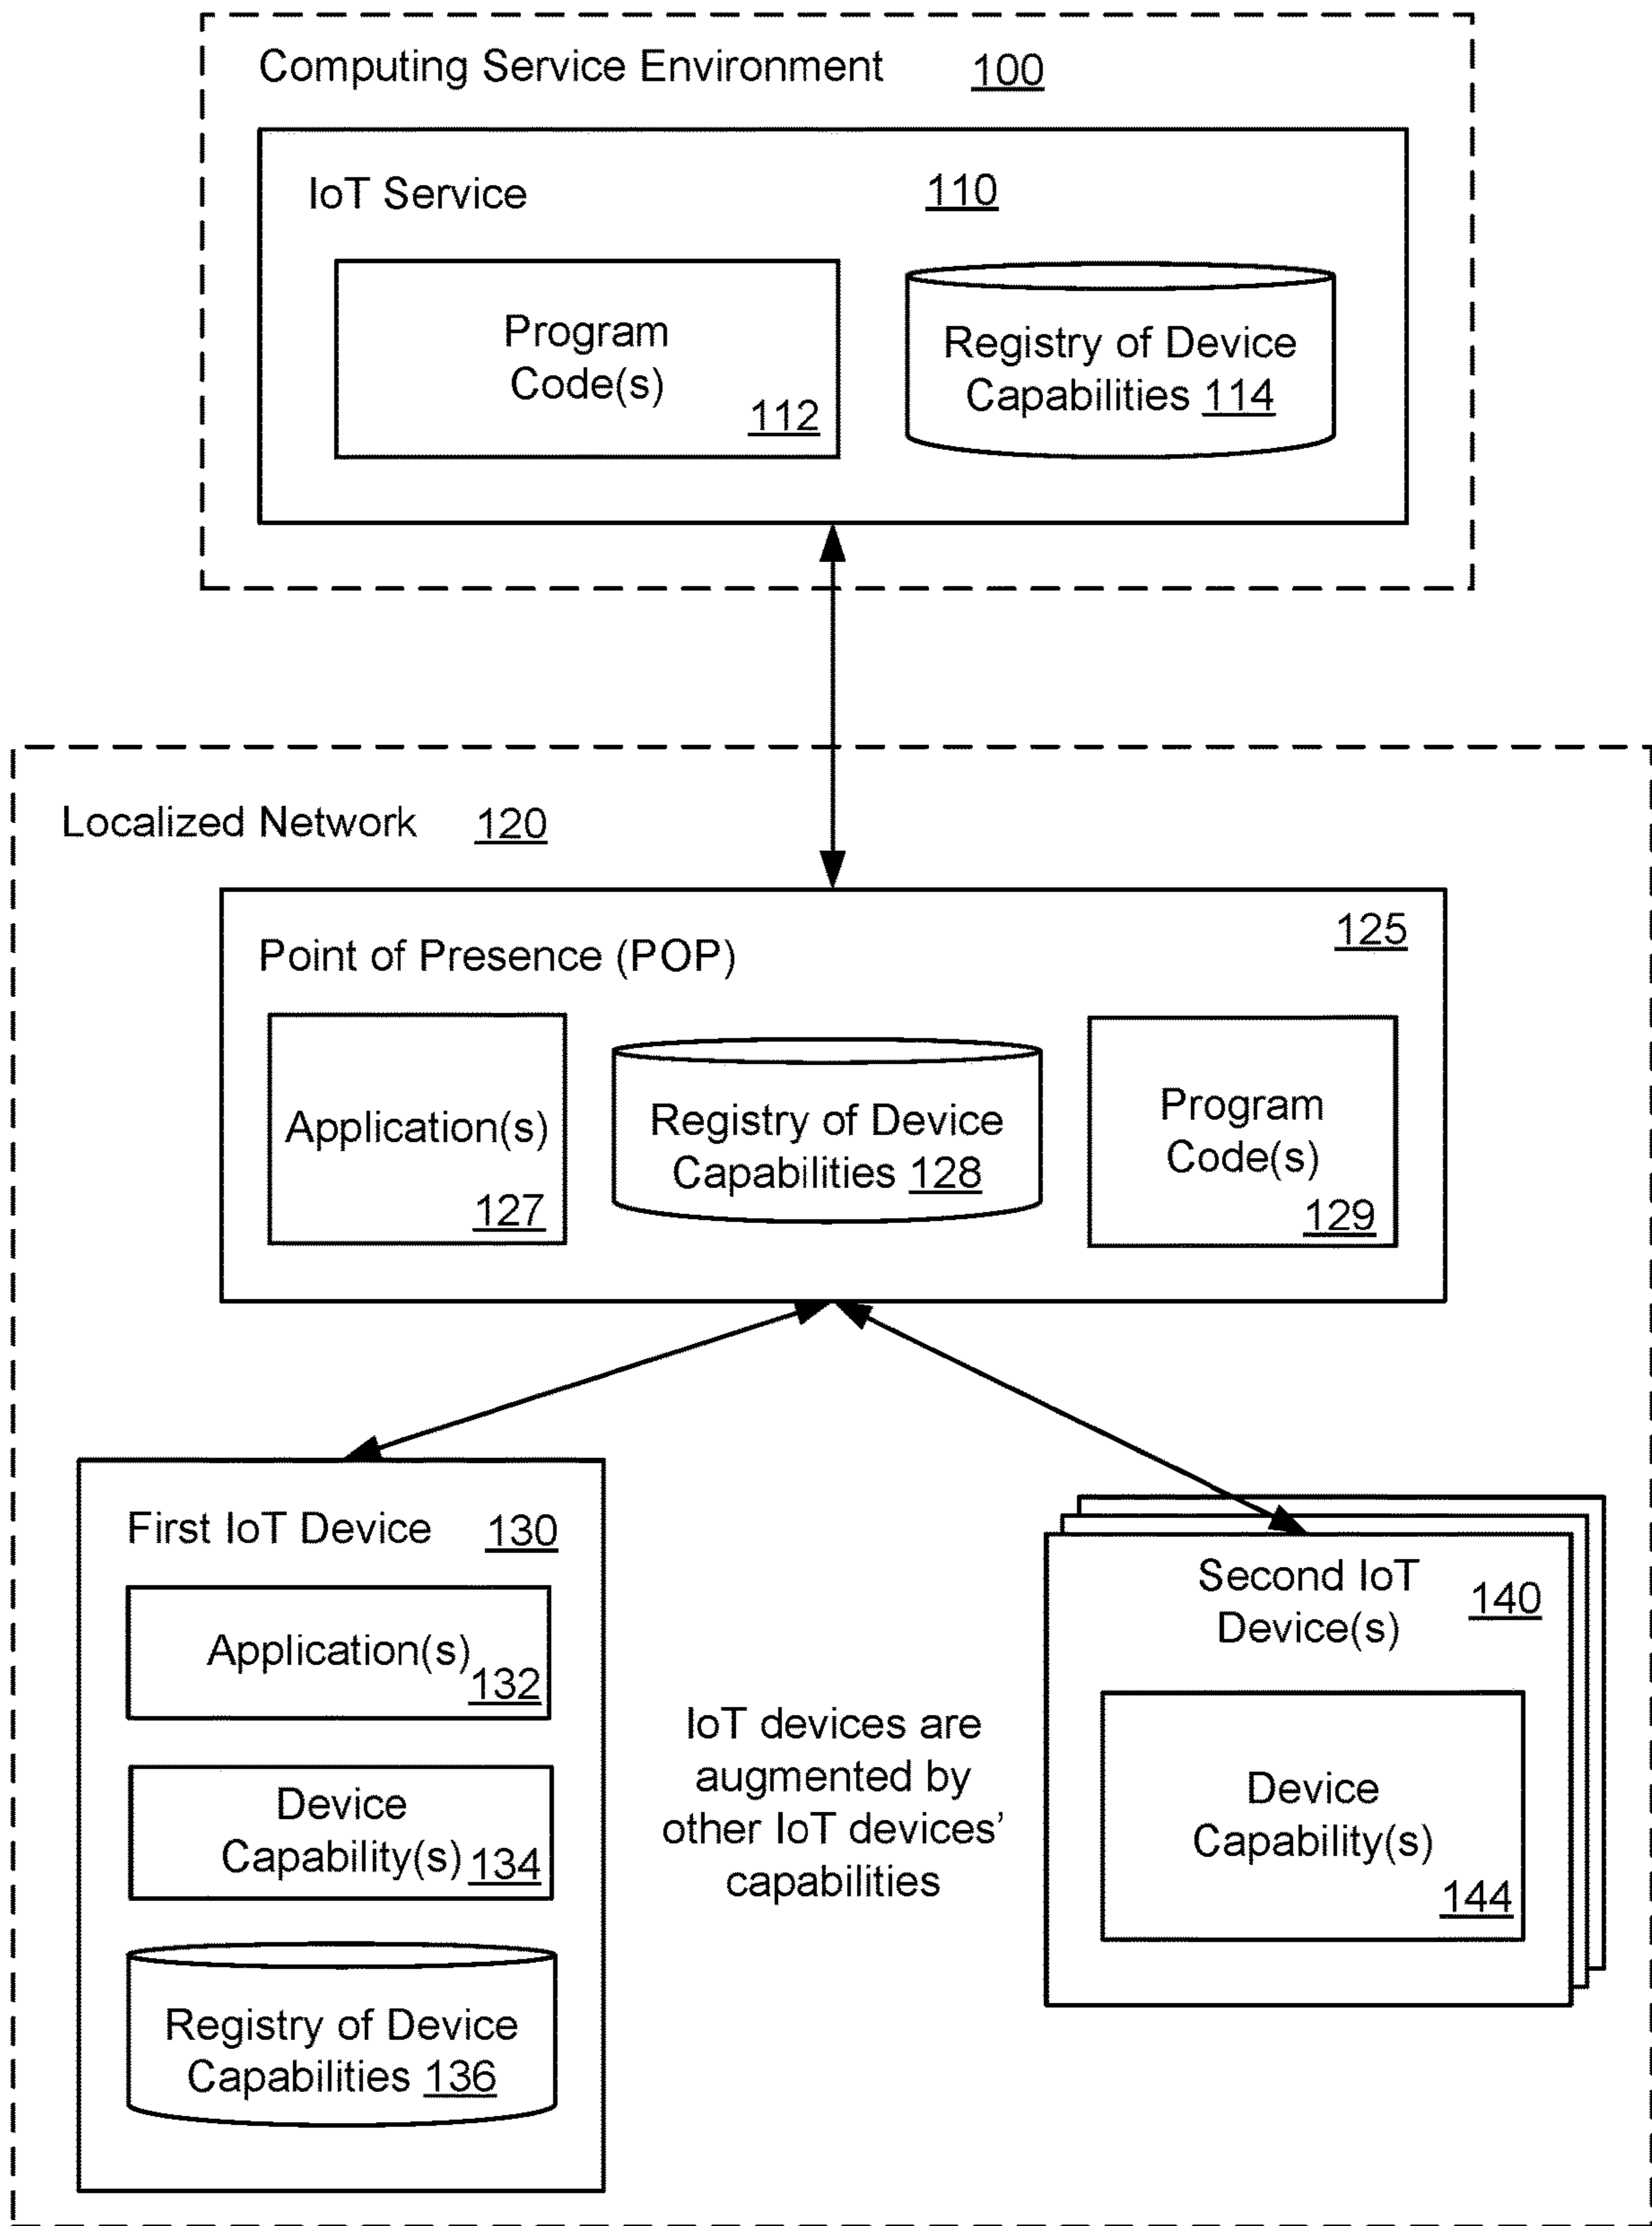 Computing Service Environment 100
IoT Service 110
Program
Code(s)
112
Registry of Device
Capabilities 114
Localized Network 120
125
Point of Presence (POP)
Application(s)
127
Registry of Device
Capabilities 128
Program
Code(s)
129
First IoT Device 130
Application(s)
132
Device
Capability(s) 134
Registry of Device
Capabilities 136
IoT devices are
augmented by
other IoT devices’
capabilities
Second IoT
Device(s)
140
Device
Capability(s)
144